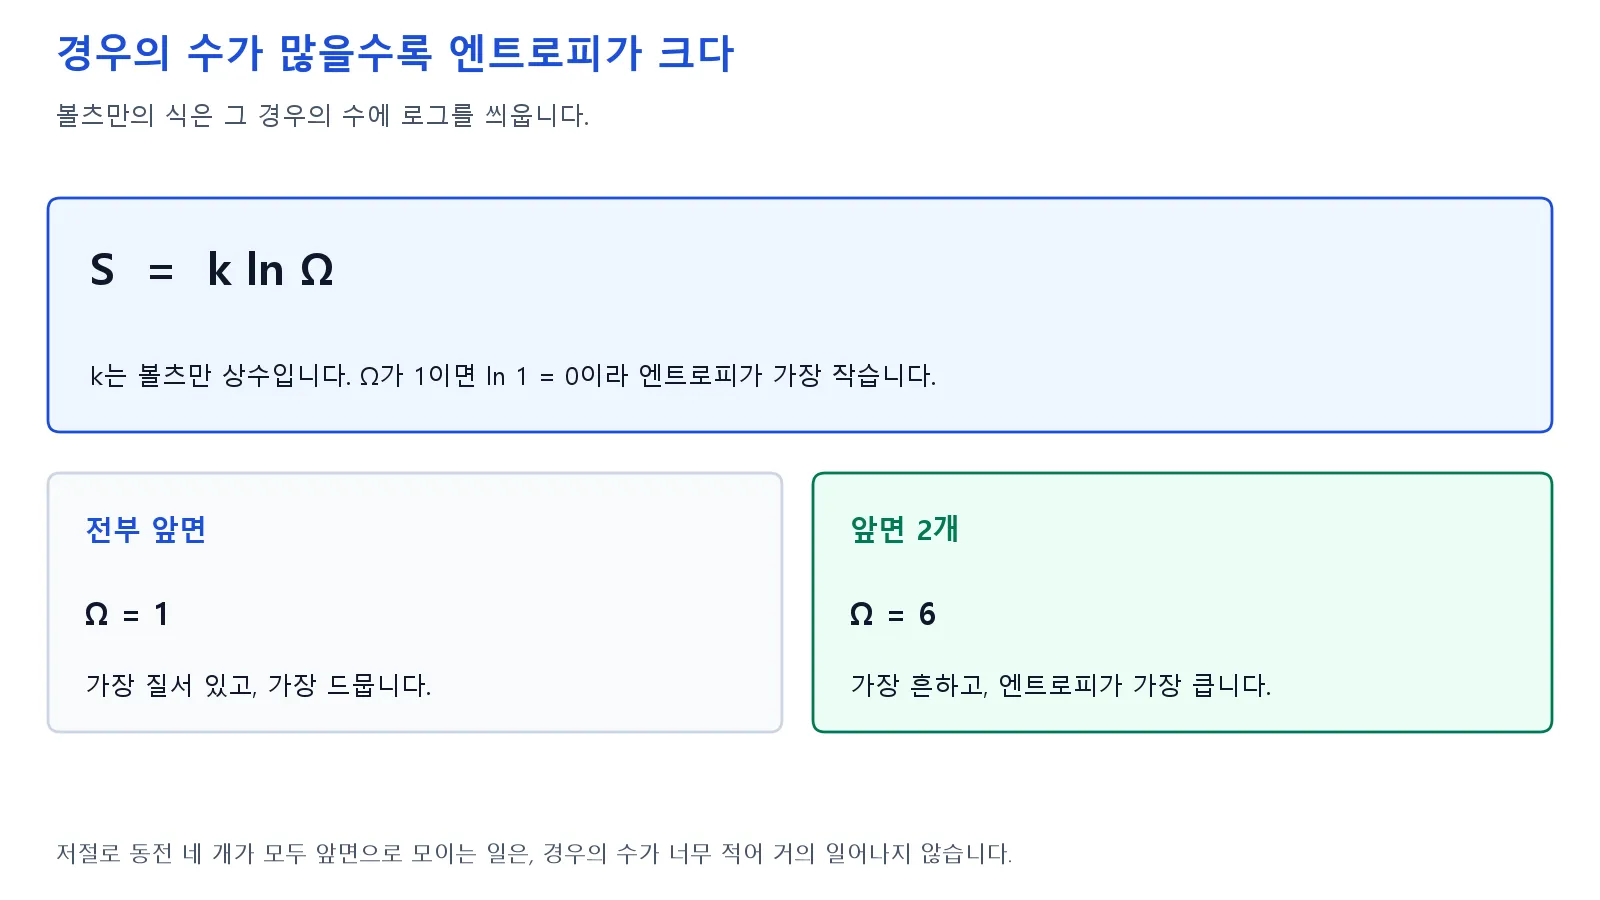 경우의 수가 많을수록 엔트로피가 크다
볼츠만의 식은 그 경우의 수에 로그를 씌웁니다.
S = k ln Ω
k는 볼츠만 상수입니다. Ω가 1이면 ln 1 = 0이라 엔트로피가 가장 작습니다.
전부 앞면
Ω = 1
가장 질서 있고, 가장 드뭅니다.
앞면 2개
Ω = 6
가장 흔하고, 엔트로피가 가장 큽니다.
저절로 동전 네 개가 모두 앞면으로 모이는 일은, 경우의 수가 너무 적어 거의 일어나지 않습니다.